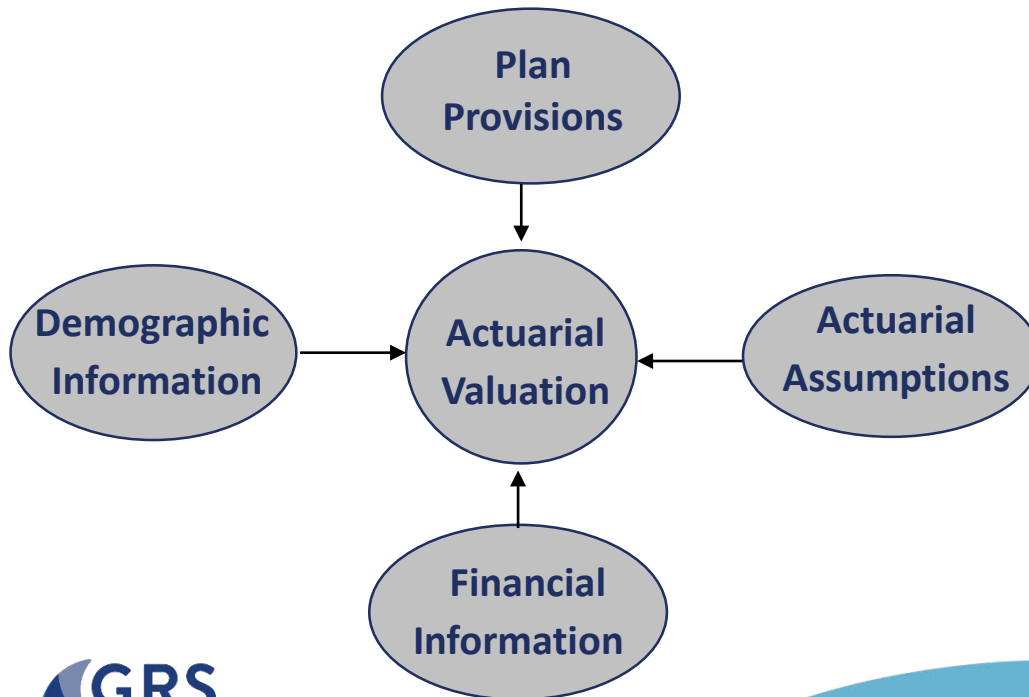 Plan
Provisions
Demographic
Information
Actuarial
Valuation
Actuarial
Assumptions
Financial
Information
GRS